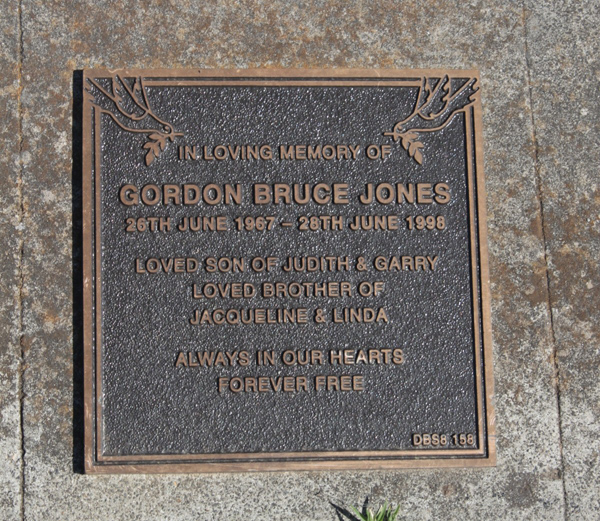 IN LOVING MEMORY OF
GORDON BRUCE JONES
26TH JUNE 1967 - 28TH JUNE 1998
LOVED SON OF JUDITH & GARRY
LOVED BROTHER OF
JACQUELINE & LINDA
ALWAYS IN OUR HEARTS
FOREVER FREE
DBS8 158